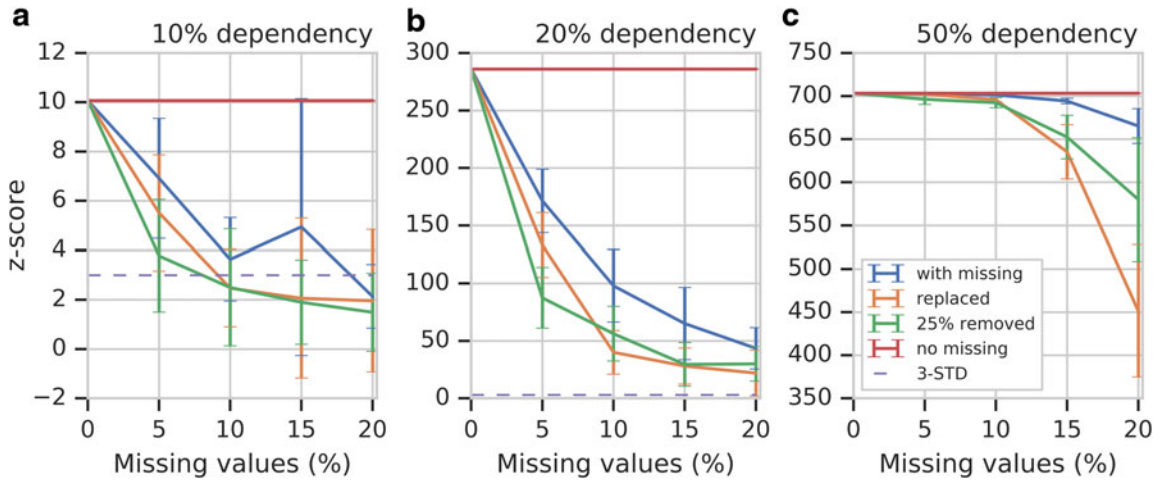 a
10% dependency
12
10
8
6
4
2
0
−2
z-score
0 5 10 15 20
Missing values (%)
b
20% dependency
300
250
200
150
100
50
0
0 5 10 15 20
Missing values (%)
c
50% dependency
750
700
650
600
550
500
450
400
350
with missing
replaced
25% removed
no missing
3-STD
0 5 10 15 20
Missing values (%)